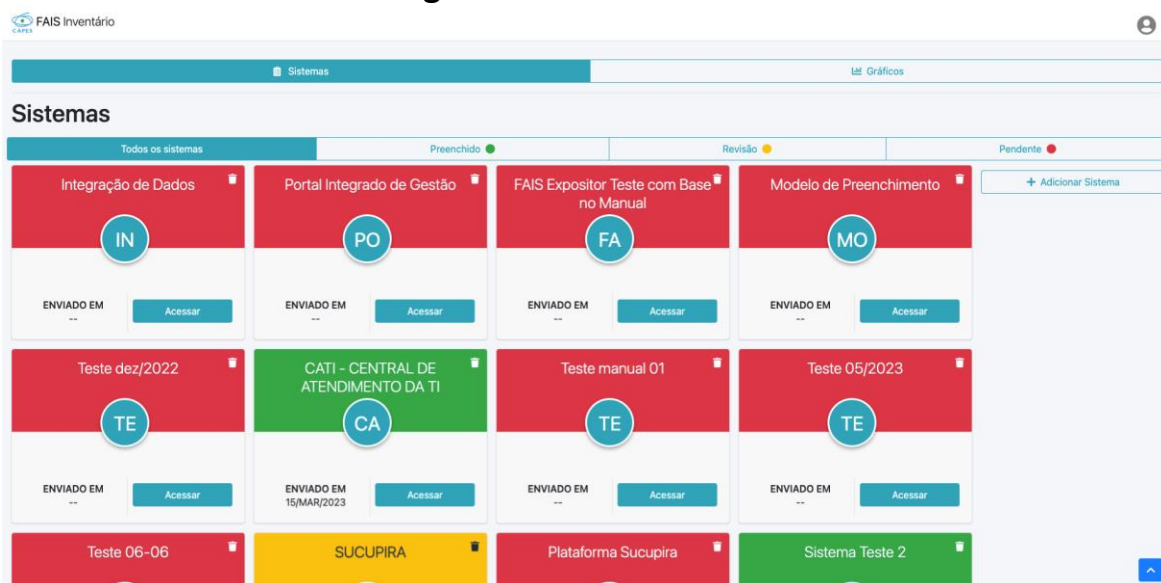 g
CAPES
FAIS Inventário
Sistemas
Gráficos
Sistemas
Todos os sistemas
Preenchido
Revisão
Pendente
Integração de Dados
IN
ENVIADO EM
--
Acessar
Portal Integrado de Gestão
PO
ENVIADO EM
--
Acessar
FAIS Expositor Teste com Base
no Manual
FA
ENVIADO EM
--
Acessar
Modelo de Preenchimento
MO
ENVIADO EM
--
Acessar
+ Adicionar Sistema
Teste dez/2022
TE
ENVIADO EM
--
Acessar
CATI - CENTRAL DE
ATENDIMENTO DA TI
CA
ENVIADO EM
15/MAR/2023
Acessar
Teste manual 01
TE
ENVIADO EM
--
Acessar
Teste 05/2023
TE
ENVIADO EM
--
Acessar
Teste 06-06
SUCUPIRA
Plataforma Sucupira
Sistema Teste 2